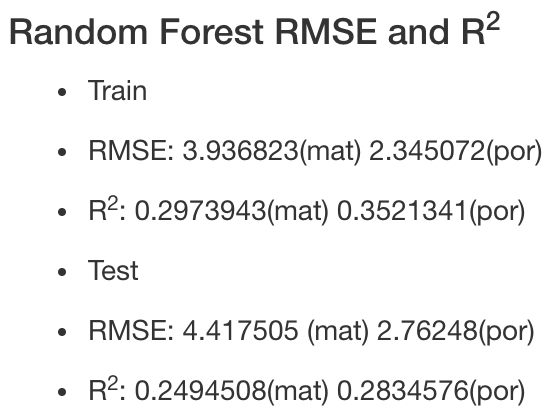 Random Forest RMSE and R²
• Train
• RMSE: 3.936823(mat) 2.345072(por)
• R²: 0.2973943(mat) 0.3521341(por)
• Test
• RMSE: 4.417505 (mat) 2.76248(por)
• R²: 0.2494508(mat) 0.2834576(por)